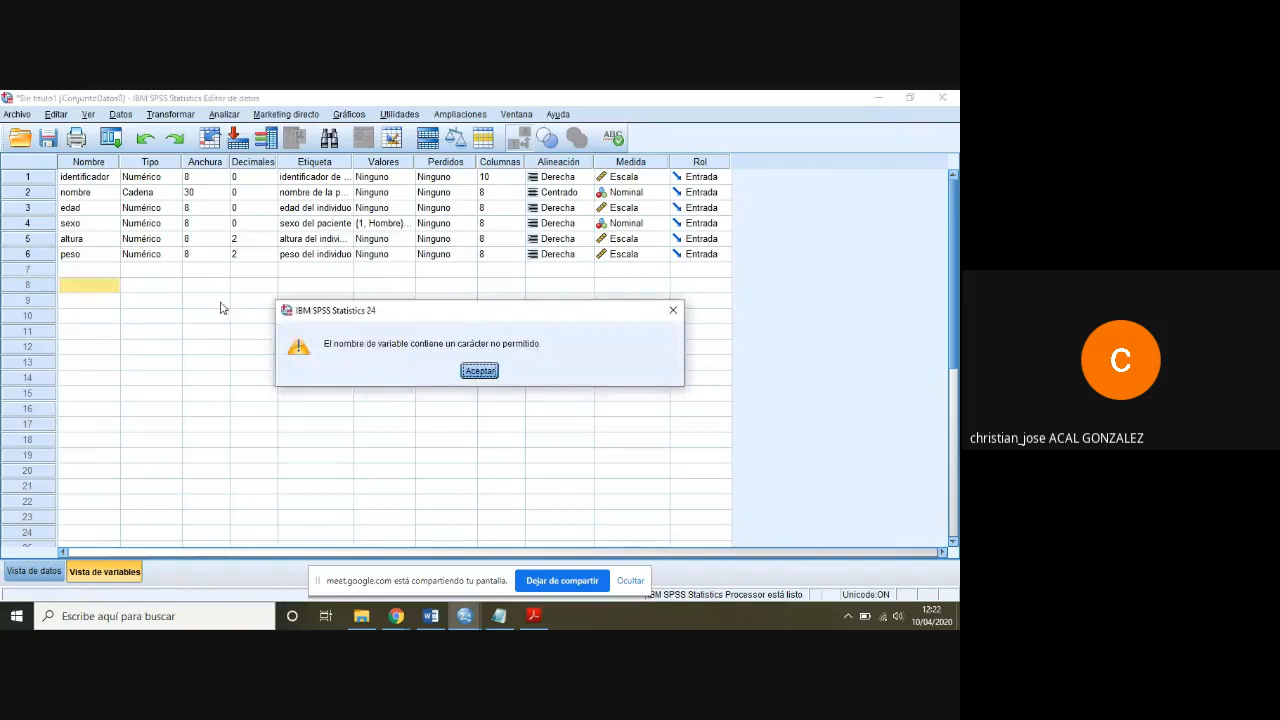 *Sin título1 [ConjuntoDatos0] - IBM SPSS Statistics Editor de datos
Archivo Editar Ver Datos Transformar Analizar Marketing directo Gráficos Utilidades Ampliaciones Ventana Ayuda
Nombre Tipo Anchura Decimales Etiqueta Valores Perdidos Columnas Alineación Medida Rol
1 identificador Numérico 8 0 identificador de ... Ninguno Ninguno 10 Derecha Escala Entrada
2 nombre Cadena 30 0 nombre de la p... Ninguno Ninguno 8 Centrado Nominal Entrada
3 edad Numérico 8 0 edad del individuo Ninguno Ninguno 8 Derecha Escala Entrada
4 sexo Numérico 8 0 sexo del paciente {1, Hombre}... Ninguno 8 Derecha Nominal Entrada
5 altura Numérico 8 2 altura del indivi... Ninguno Ninguno 8 Derecha Escala Entrada
6 peso Numérico 8 2 peso del individuo Ninguno Ninguno 8 Derecha Escala Entrada
7
8
9
10
11
12
13
14
15
16
17
18
19
20
21
22
23
24
IBM SPSS Statistics 24
El nombre de variable contiene un carácter no permitido.
Aceptar
christian_jose ACAL GONZALEZ
C
Vista de datos Vista de variables
meet.google.com está compartiendo tu pantalla. Dejar de compartir Ocultar
IBM SPSS Statistics Processor está listo Unicode:ON
Escribe aquí para buscar
12:22
10/04/2020